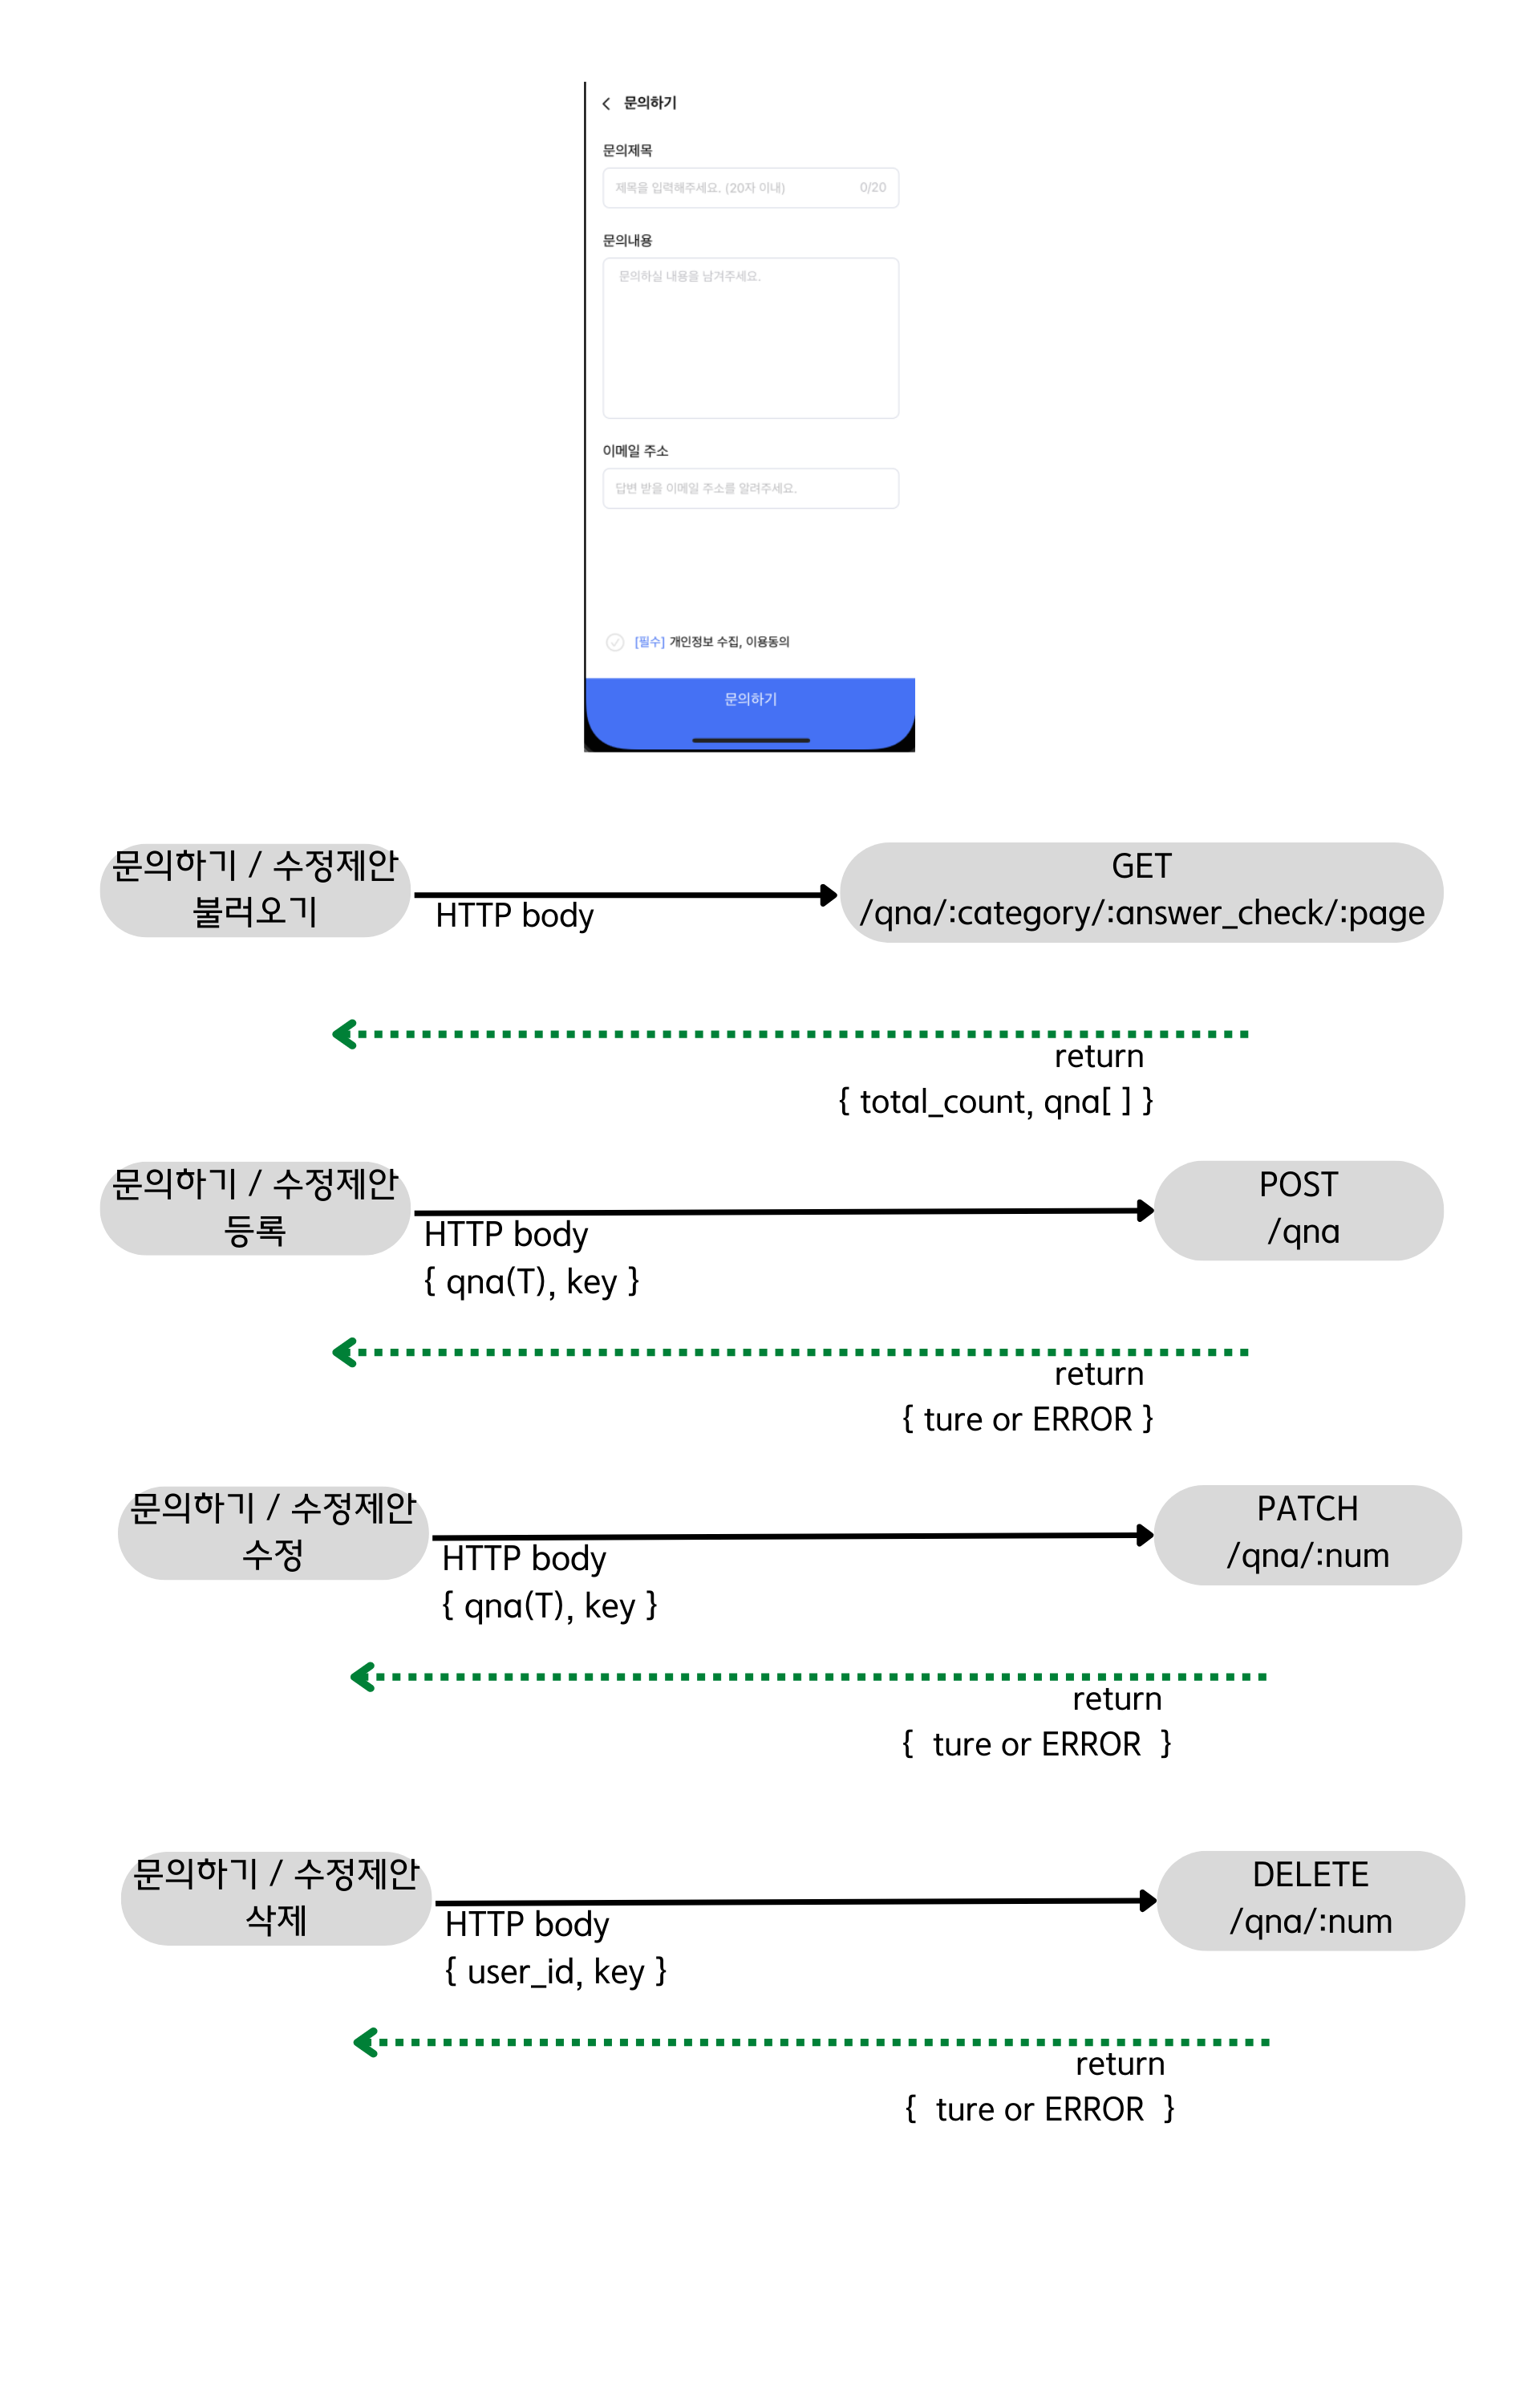 문의하기
문의제목
제목을 입력해주세요. (20자 이내) 0/20
문의내용
문의하실 내용을 남겨주세요.
이메일 주소
답변 받을 이메일 주소를 알려주세요.
[필수] 개인정보 수집, 이용동의
문의하기
문의하기 / 수정제안
불러오기
HTTP body
GET
/qna/:category/:answer_check/:page
return
{ total_count, qna[ ] }
문의하기 / 수정제안
등록
HTTP body
{ qna(T), key }
POST
/qna
return
{ ture or ERROR }
문의하기 / 수정제안
수정
HTTP body
{ qna(T), key }
PATCH
/qna/:num
return
{ ture or ERROR }
문의하기 / 수정제안
삭제
HTTP body
{ user_id, key }
DELETE
/qna/:num
return
{ ture or ERROR }